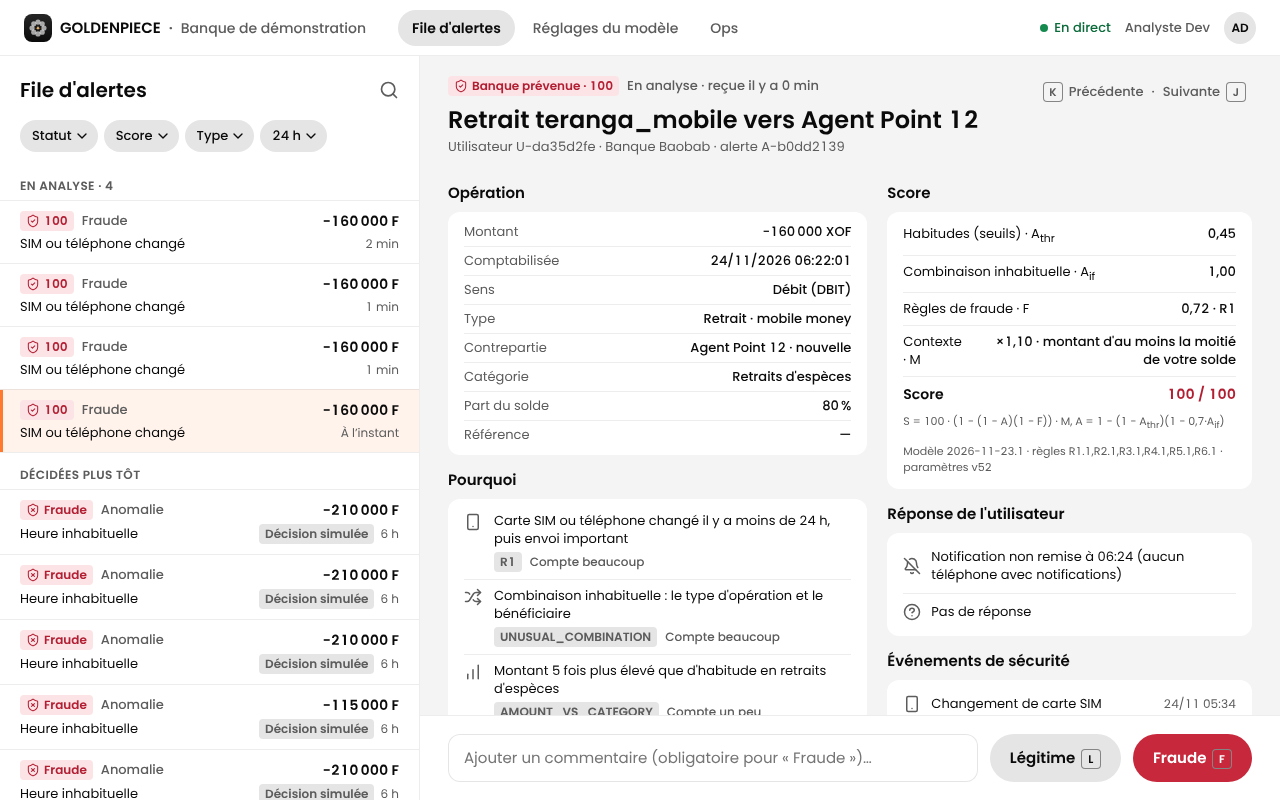 GOLDENPIECE · Banque de démonstration
File d'alertes
Réglages du modèle
Ops
En direct
Analyste Dev
AD
File d'alertes
Statut
Score
Type
24 h
EN ANALYSE · 4
100 Fraude −160 000 F
SIM ou téléphone changé 2 min
100 Fraude −160 000 F
SIM ou téléphone changé 1 min
100 Fraude −160 000 F
SIM ou téléphone changé 1 min
100 Fraude −160 000 F
SIM ou téléphone changé À l'instant
DÉCIDÉES PLUS TÔT
Fraude Anomalie −210 000 F
Heure inhabituelle Décision simulée 6 h
Fraude Anomalie −210 000 F
Heure inhabituelle Décision simulée 6 h
Fraude Anomalie −210 000 F
Heure inhabituelle Décision simulée 6 h
Fraude Anomalie −115 000 F
Heure inhabituelle Décision simulée 6 h
Fraude Anomalie −210 000 F
Heure inhabituelle Décision simulée 6 h
Banque prévenue · 100 En analyse · reçue il y a 0 min
K Précédente · Suivante J
Retrait teranga_mobile vers Agent Point 12
Utilisateur U-da35d2fe · Banque Baobab · alerte A-b0dd2139
Opération
Montant −160 000 XOF
Comptabilisée 24/11/2026 06:22:01
Sens Débit (DBIT)
Type Retrait · mobile money
Contrepartie Agent Point 12 · nouvelle
Catégorie Retraits d'espèces
Part du solde 80 %
Référence —
Pourquoi
Carte SIM ou téléphone changé il y a moins de 24 h,
puis envoi important
R1 Compte beaucoup
Combinaison inhabituelle : le type d'opération et le
bénéficiaire
UNUSUAL_COMBINATION Compte beaucoup
Montant 5 fois plus élevé que d'habitude en retraits
d'espèces
AMOUNT_VS_CATEGORY Compte un peu
Score
Habitudes (seuils) · Athr 0,45
Combinaison inhabituelle · Aif 1,00
Règles de fraude · F 0,72 · R1
Contexte ×1,10 · montant d'au moins la moitié
· M de votre solde
Score 100 / 100
S = 100 · (1 − (1 − A)(1 − F)) · M, A = 1 − (1 − Athr)(1 − 0,7·Aif)
Modèle 2026-11-23.1 · règles R1.1,R2.1,R3.1,R4.1,R5.1,R6.1 ·
paramètres v52
Réponse de l'utilisateur
Notification non remise à 06:24 (aucun
téléphone avec notifications)
Pas de réponse
Événements de sécurité
Changement de carte SIM 24/11 05:34
Ajouter un commentaire (obligatoire pour « Fraude »)…
Légitime L
Fraude F